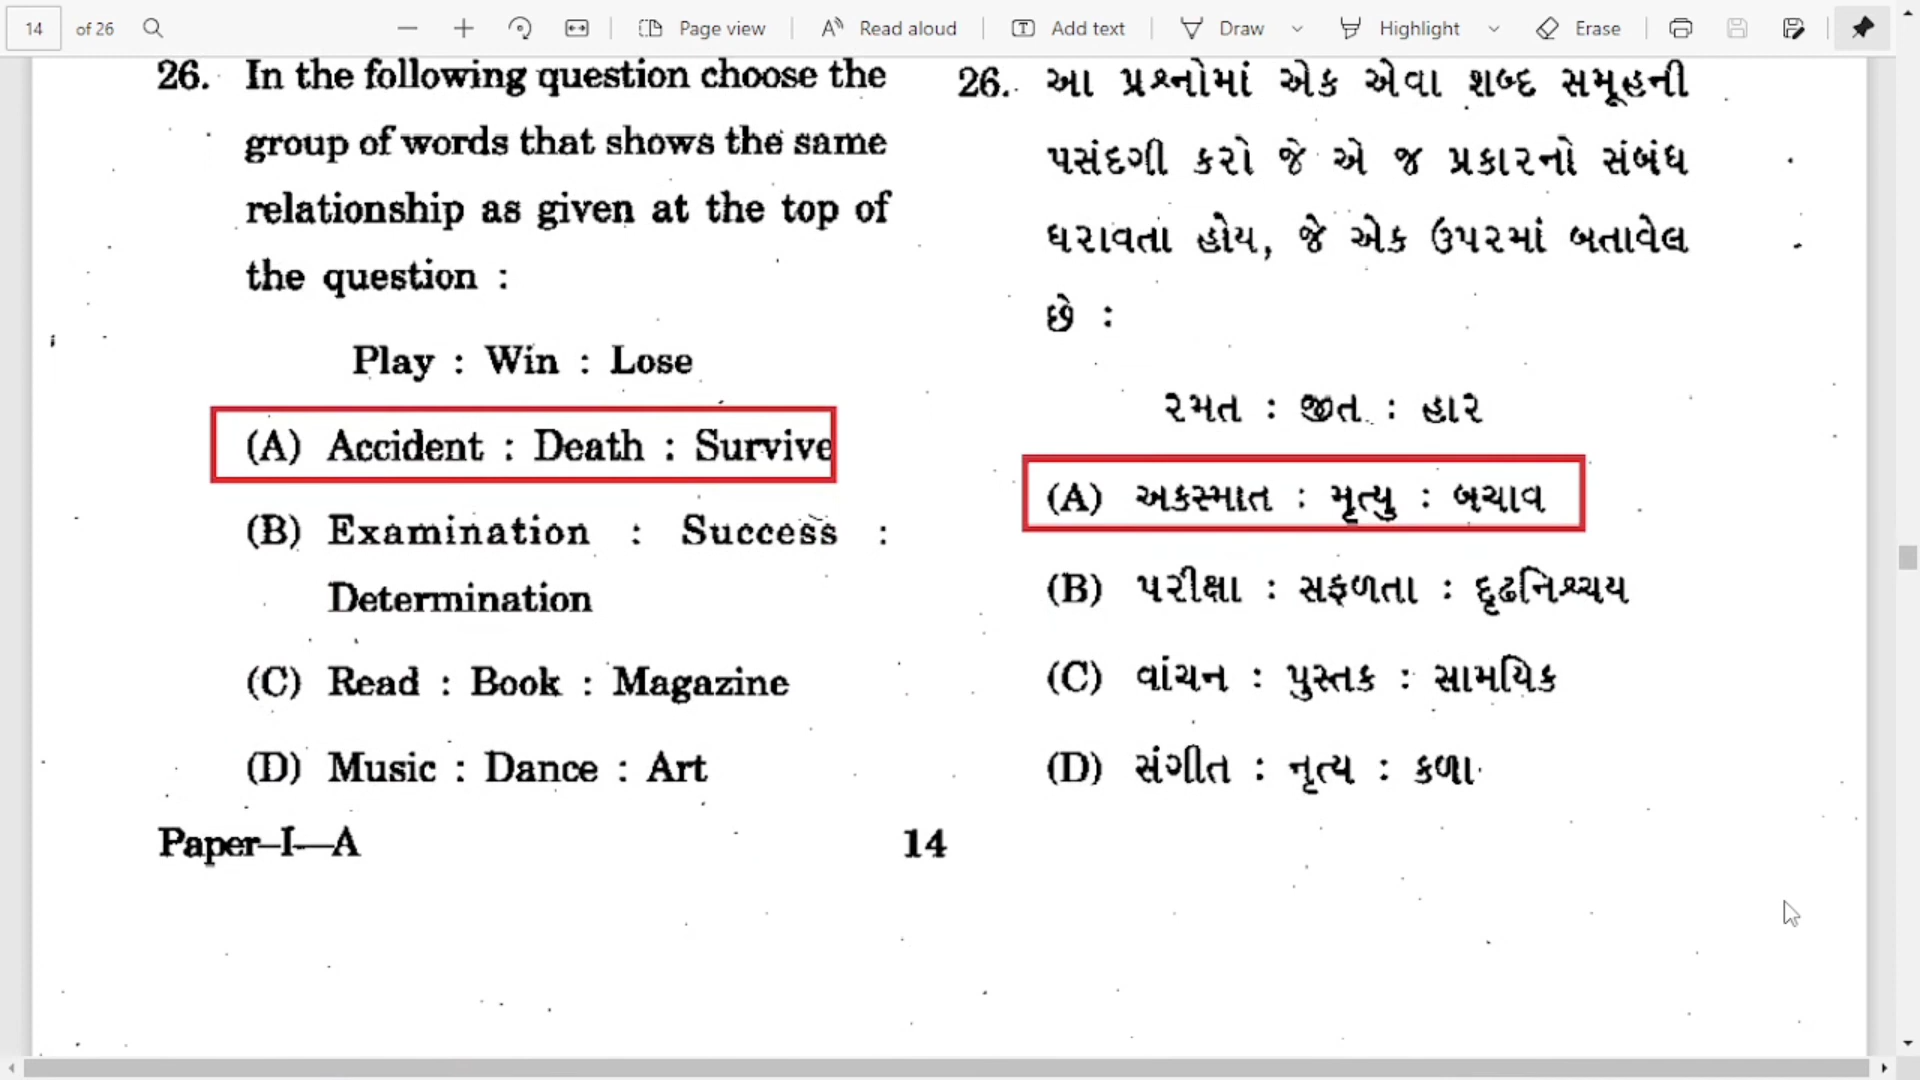 14 of 26 Page view Read aloud Add text Draw Highlight Erase
26. In the following question choose the
group of words that shows the same
relationship as given at the top of
the question :
Play : Win : Lose
(A) Accident : Death : Survive
(B) Examination : Success :
Determination
(C) Read : Book : Magazine
(D) Music : Dance : Art
26. આ પ્રશ્નોમાં એક એવા શબ્દ સમૂહની
પસંદગી કરો જે એ જ પ્રકારનો સંબંધ
ધરાવતા હોય, જે એક ઉપરમાં બતાવેલ
છે :
રમત : જીત : હાર
(A) અકસ્માત : મૃત્યુ : બચાવ
(B) પરીક્ષા : સફળતા : દૃઢનિશ્ચય
(C) વાંચન : પુસ્તક : સામયિક
(D) સંગીત : નૃત્ય : કળા
Paper–I—A
14